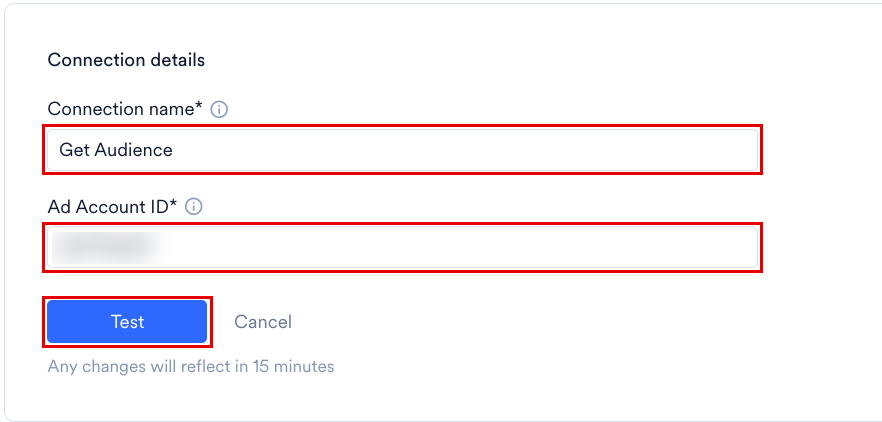 Connection details
Connection name*
Get Audience
Ad Account ID*
Test Cancel
Any changes will reflect in 15 minutes